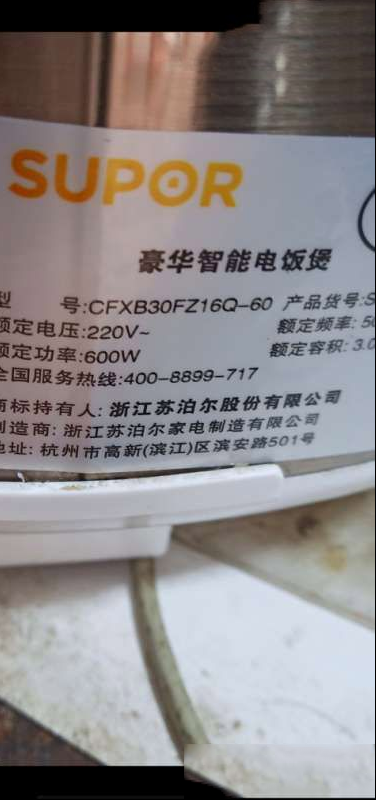 SUPOR
豪华智能电饭煲
型 号:CFXB30FZ16Q-60 产品货号:S
额定电压:220V~ 额定频率: 50
额定功率:600W 额定容积: 3.0
全国服务热线:400-8899-717
商标持有人: 浙江苏泊尔股份有限公司
制造商: 浙江苏泊尔家电制造有限公司
地址: 杭州市高新(滨江)区滨安路501号